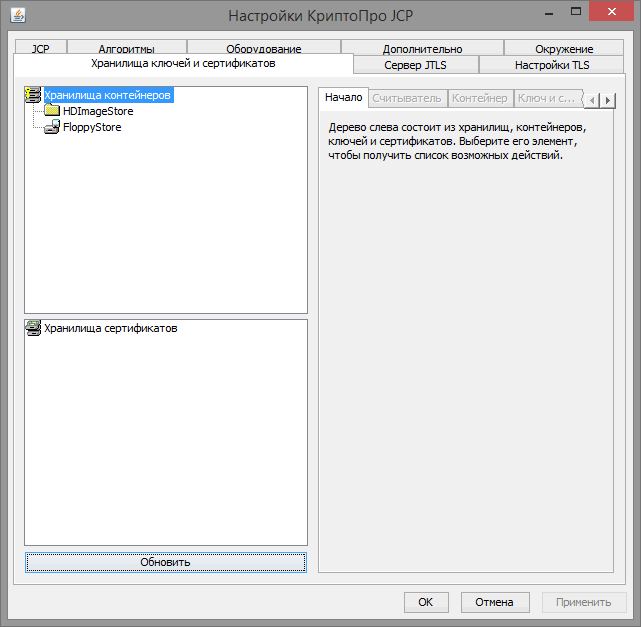 Настройки КриптоПро JCP
JCP Алгоритмы Оборудование Дополнительно Окружение
Хранилища ключей и сертификатов Сервер JTLS Настройки TLS
Хранилища контейнеров
HDImageStore
FloppyStore
Хранилища сертификатов
Обновить
Начало Считыватель Контейнер Ключ и с...
Дерево слева состоит из хранилищ, контейнеров,
ключей и сертификатов. Выберите его элемент,
чтобы получить список возможных действий.
OK Отмена Применить